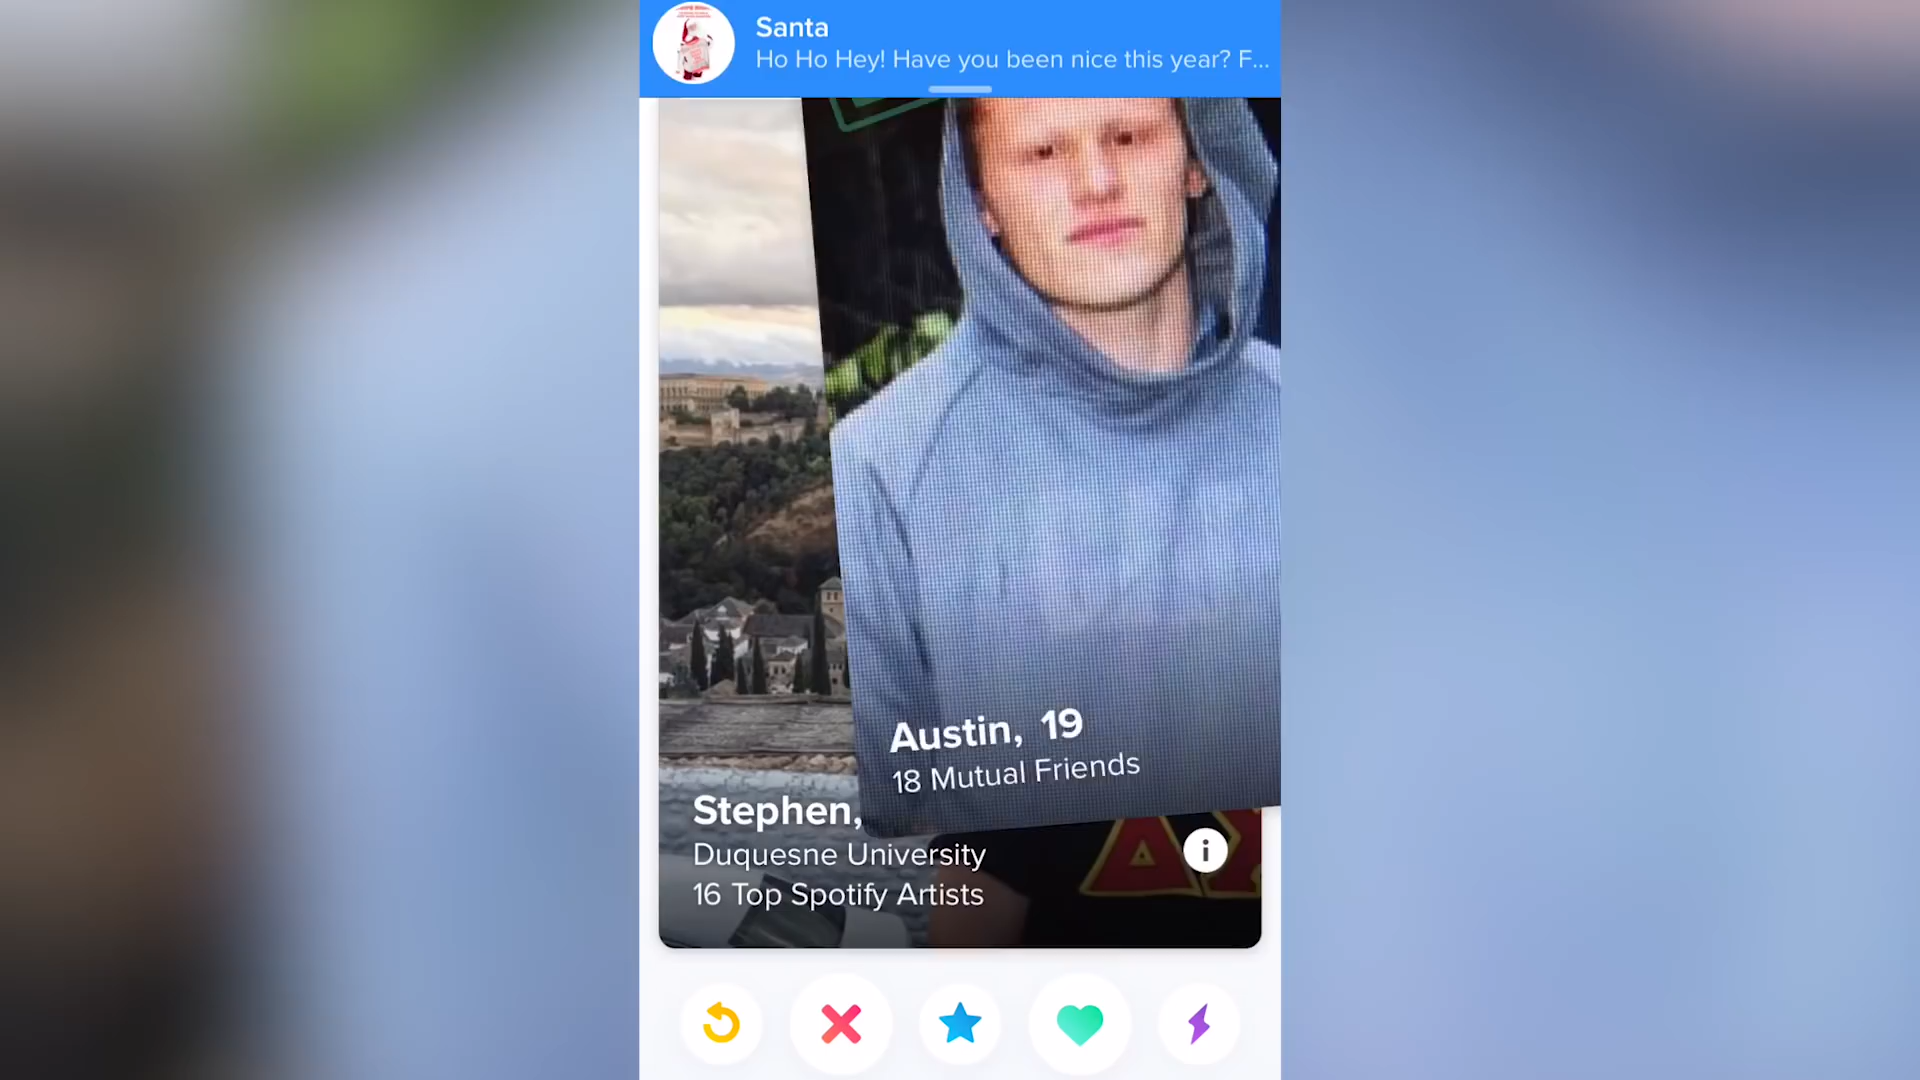 Santa
Ho Ho Hey! Have you been nice this year? F...
Austin, 19
18 Mutual Friends
Stephen,
Duquesne University
16 Top Spotify Artists
i